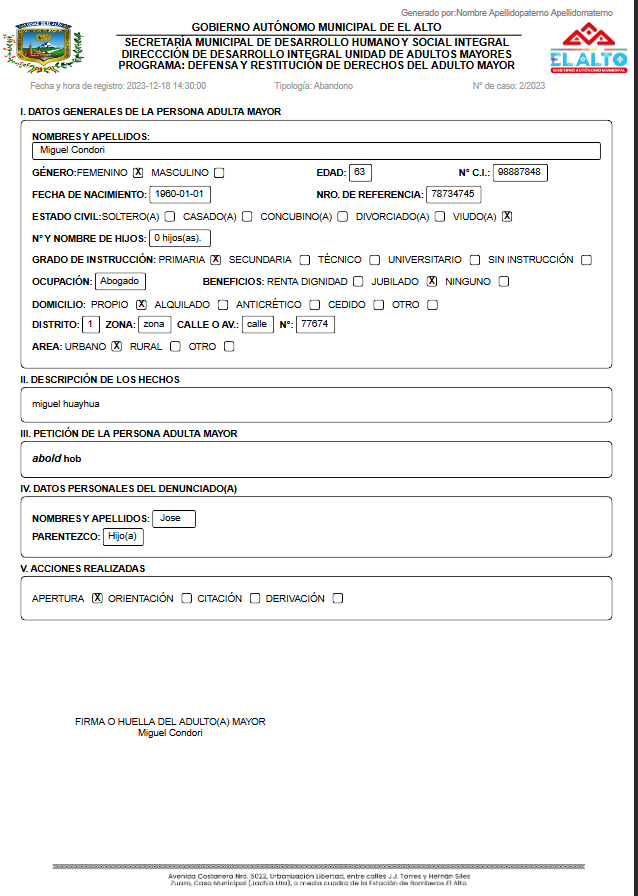 Generado por:Nombre Apellidopaterno Apellidomaterno
GOBIERNO AUTÓNOMO MUNICIPAL DE EL ALTO
SECRETARÍA MUNICIPAL DE DESARROLLO HUMANO Y SOCIAL INTEGRAL
DIRECCCIÓN DE DESARROLLO INTEGRAL UNIDAD DE ADULTOS MAYORES
PROGRAMA: DEFENSA Y RESTITUCIÓN DE DERECHOS DEL ADULTO MAYOR
EL ALTO
GOBIERNO AUTÓNOMO MUNICIPAL
Fecha y hora de registro: 2023-12-18 14:30:00 Tipología: Abandono N° de caso: 2/2023
I. DATOS GENERALES DE LA PERSONA ADULTA MAYOR
NOMBRES Y APELLIDOS:
Miguel Condori
GÉNERO:FEMENINO X MASCULINO EDAD: 63 N° C.I.: 98887848
FECHA DE NACIMIENTO: 1960-01-01 NRO. DE REFERENCIA: 78734745
ESTADO CIVIL:SOLTERO(A) CASADO(A) CONCUBINO(A) DIVORCIADO(A) VIUDO(A) X
N° Y NOMBRE DE HIJOS: 0 hijos(as).
GRADO DE INSTRUCCIÓN: PRIMARIA X SECUNDARIA TÉCNICO UNIVERSITARIO SIN INSTRUCCIÓN
OCUPACIÓN: Abogado BENEFICIOS: RENTA DIGNIDAD JUBILADO X NINGUNO
DOMICILIO: PROPIO X ALQUILADO ANTICRÉTICO CEDIDO OTRO
DISTRITO: 1 ZONA: zona CALLE O AV.: calle N°: 77674
AREA: URBANO X RURAL OTRO
II. DESCRIPCIÓN DE LOS HECHOS
miguel huayhua
III. PETICIÓN DE LA PERSONA ADULTA MAYOR
abold hob
IV. DATOS PERSONALES DEL DENUNCIADO(A)
NOMBRES Y APELLIDOS: Jose
PARENTEZCO: Hijo(a)
V. ACCIONES REALIZADAS
APERTURA X ORIENTACIÓN CITACIÓN DERIVACIÓN
FIRMA O HUELLA DEL ADULTO(A) MAYOR
Miguel Condori
Avenida Costanera Nro. 5022, Urbanización Libertad, entre calles J.J. Torres y Hernán Siles
Zuazo, Casa Municipal (Jach'a Uta), a media cuadra de la Estación de Bomberos El Alto.